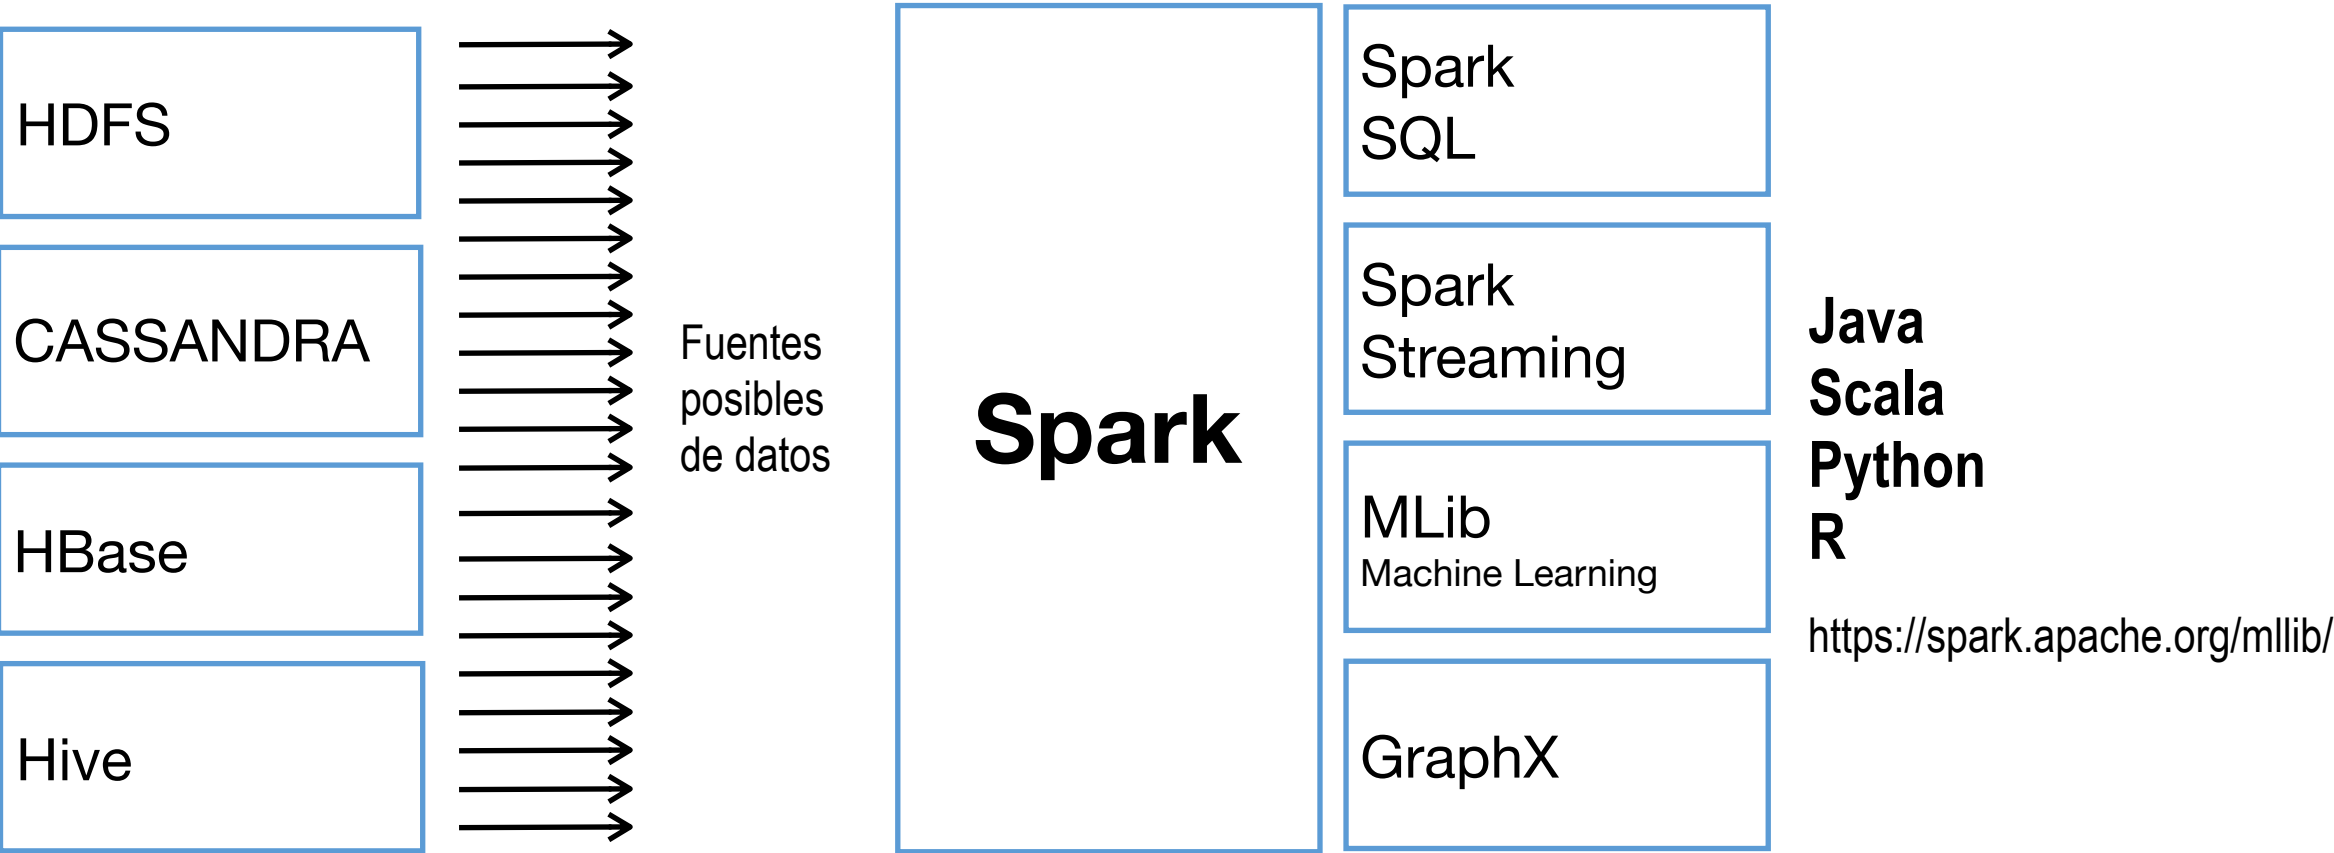 HDFS
CASSANDRA
HBase
Hive
Fuentes
posibles
de datos
Spark
Spark
SQL
Spark
Streaming
MLib
Machine Learning
GraphX
Java
Scala
Python
R
https://spark.apache.org/mllib/